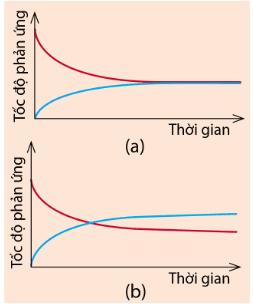 Tốc độ phản ứng
Thời gian
(a)
Tốc độ phản ứng
Thời gian
(b)